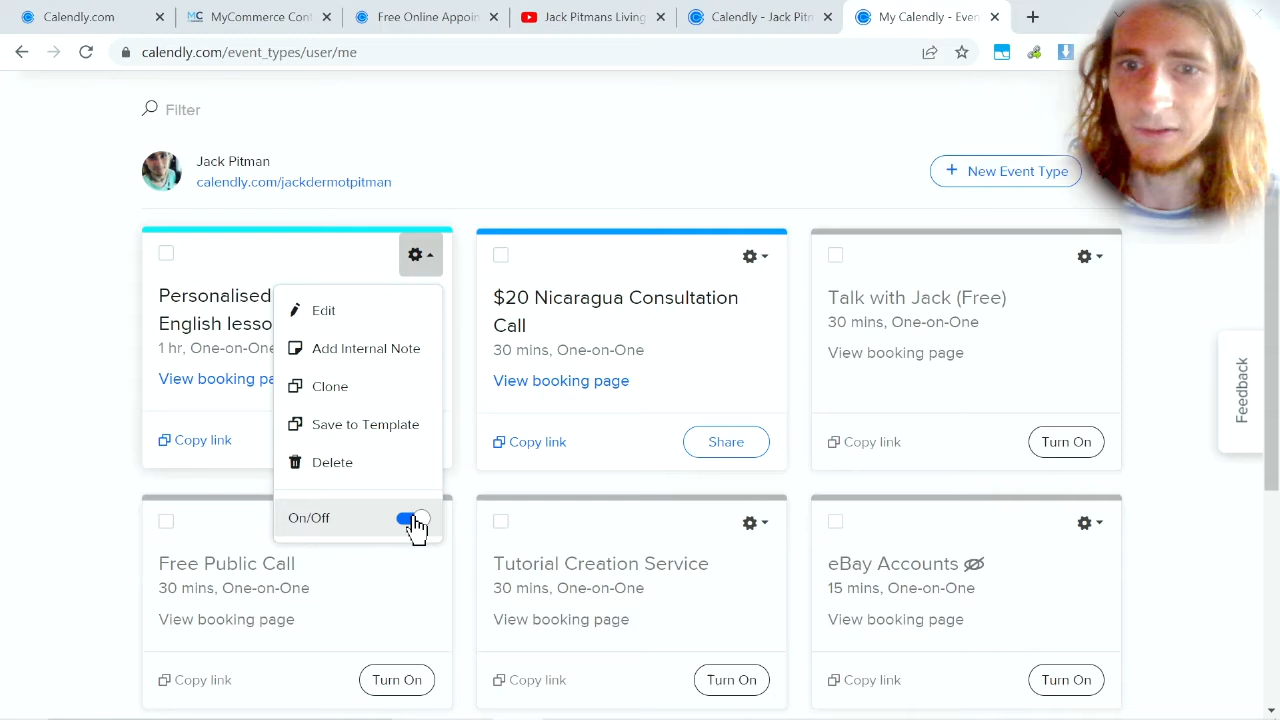 Calendly.com
MyCommerce Cont
Free Online Appoin
Jack Pitmans Living
Calendly - Jack Pitn
My Calendly - Even
calendly.com/event_types/user/me
Filter
Jack Pitman
calendly.com/jackdermotpitman
+ New Event Type
Personalised
English lesso
1 hr, One-on-One
View booking pa
Copy link
Edit
Add Internal Note
Clone
Save to Template
Delete
On/Off
$20 Nicaragua Consultation
Call
30 mins, One-on-One
View booking page
Copy link
Share
Talk with Jack (Free)
30 mins, One-on-One
View booking page
Copy link
Turn On
Feedback
Free Public Call
30 mins, One-on-One
View booking page
Copy link
Turn On
Tutorial Creation Service
30 mins, One-on-One
View booking page
Copy link
Turn On
eBay Accounts
15 mins, One-on-One
View booking page
Copy link
Turn On